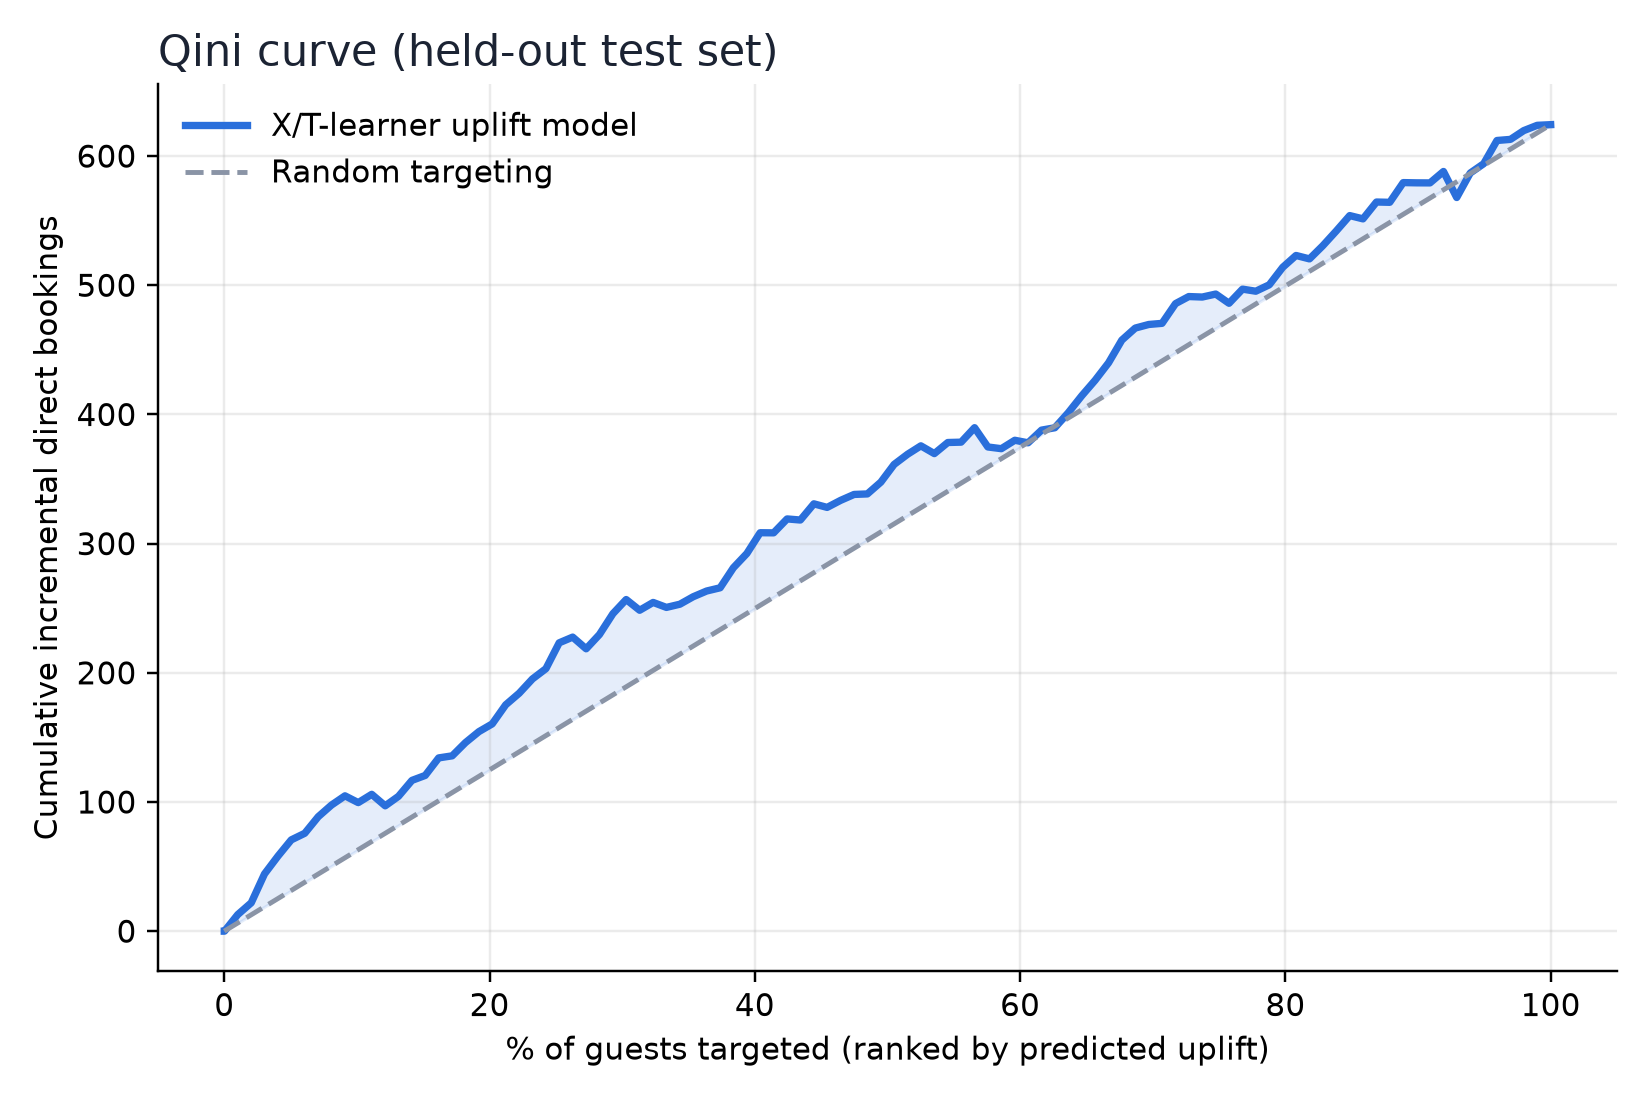 Qini curve (held-out test set)
X/T-learner uplift model
Random targeting
Cumulative incremental direct bookings
600
500
400
300
200
100
0
0 20 40 60 80 100
% of guests targeted (ranked by predicted uplift)